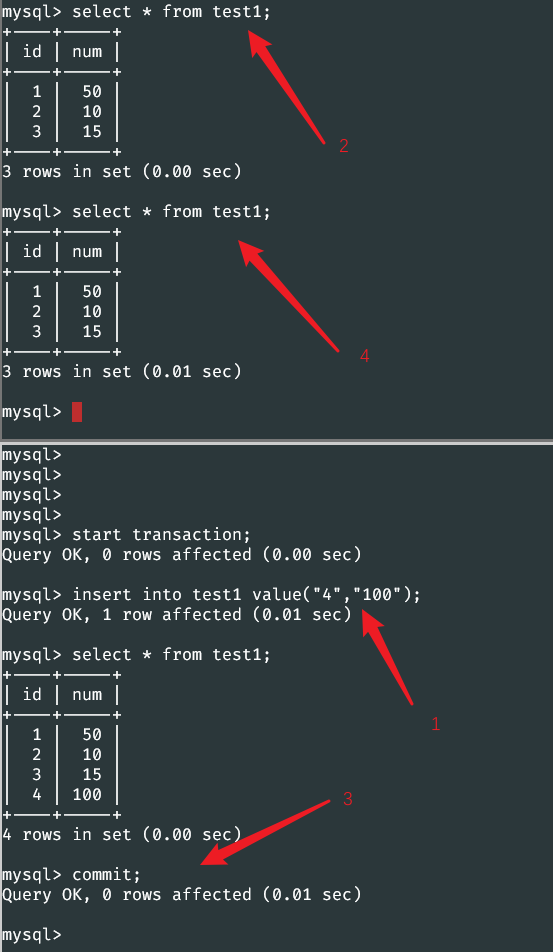 mysql> select * from test1;
+----+-----+
| id | num |
+----+-----+
| 1 | 50 |
| 2 | 10 |
| 3 | 15 |
+----+-----+
2
3 rows in set (0.00 sec)
mysql> select * from test1;
+----+-----+
| id | num |
+----+-----+
| 1 | 50 |
| 2 | 10 |
| 3 | 15 |
+----+-----+
4
3 rows in set (0.01 sec)
mysql>
mysql>
mysql>
mysql>
mysql>
mysql> start transaction;
Query OK, 0 rows affected (0.00 sec)
mysql> insert into test1 value("4","100");
Query OK, 1 row affected (0.01 sec)
mysql> select * from test1;
+----+-----+
| id | num |
+----+-----+
1
| 1 | 50 |
| 2 | 10 |
| 3 | 15 |
| 4 | 100 |
3
+----+-----+
4 rows in set (0.00 sec)
mysql> commit;
Query OK, 0 rows affected (0.01 sec)
mysql>